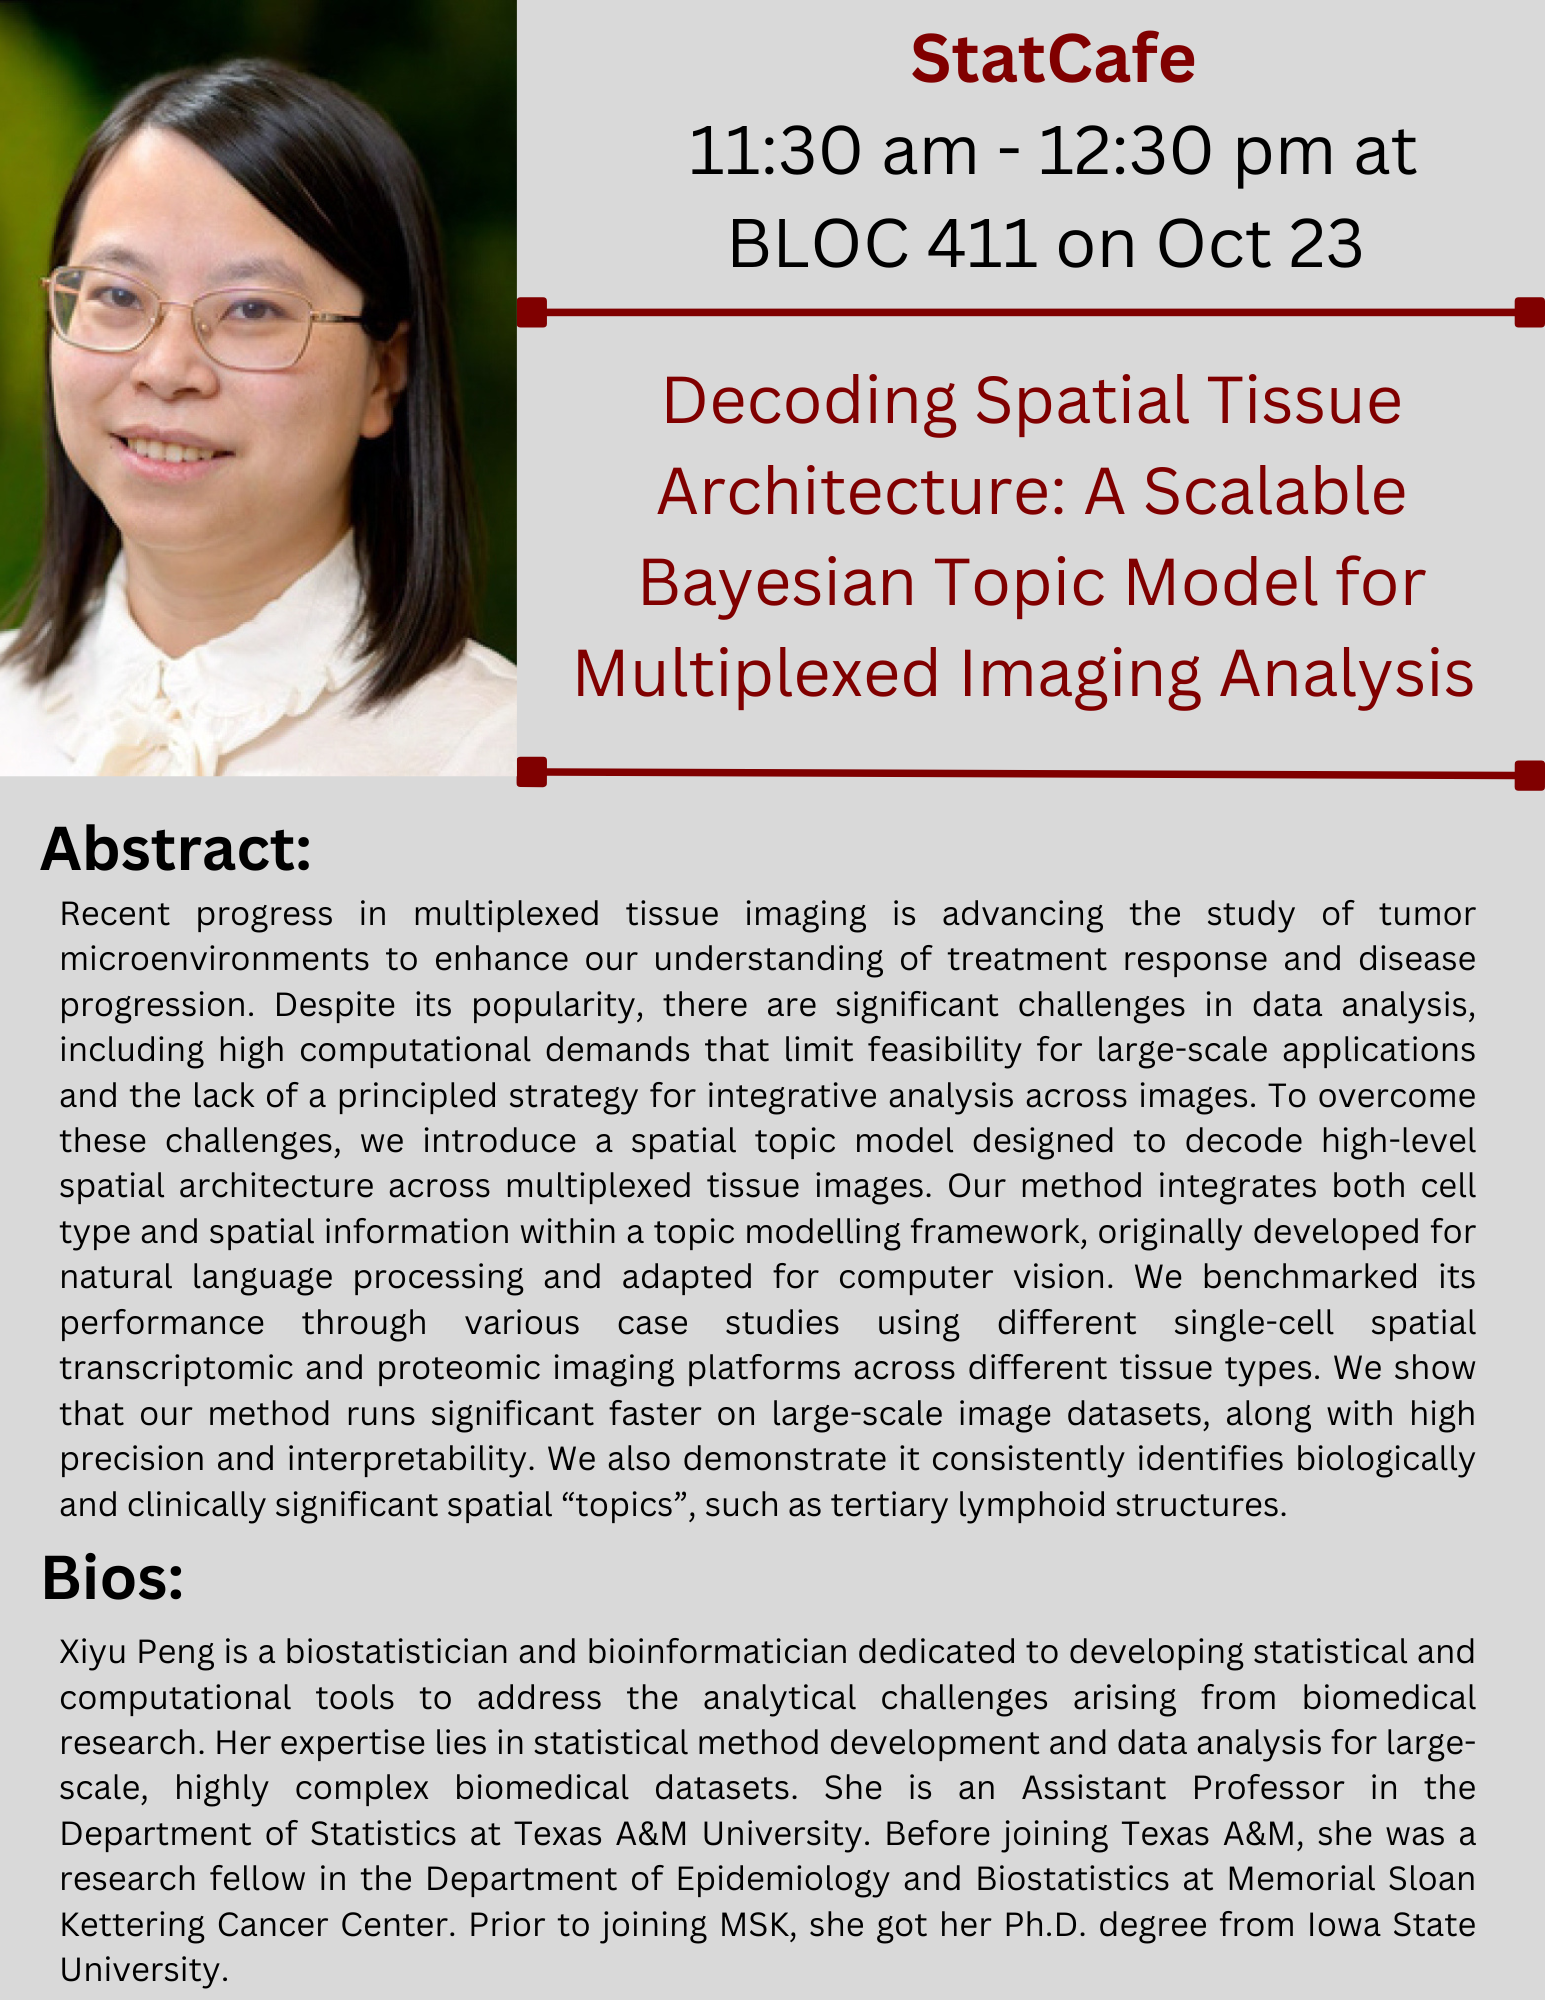 StatCafe
11:30 am - 12:30 pm at
BLOC 411 on Oct 23
Decoding Spatial Tissue
Architecture: A Scalable
Bayesian Topic Model for
Multiplexed Imaging Analysis
Abstract:
Recent progress in multiplexed tissue imaging is advancing the study of tumor
microenvironments to enhance our understanding of treatment response and disease
progression. Despite its popularity, there are significant challenges in data analysis,
including high computational demands that limit feasibility for large-scale applications
and the lack of a principled strategy for integrative analysis across images. To overcome
these challenges, we introduce a spatial topic model designed to decode high-level
spatial architecture across multiplexed tissue images. Our method integrates both cell
type and spatial information within a topic modelling framework, originally developed for
natural language processing and adapted for computer vision. We benchmarked its
performance through various case studies using different single-cell spatial
transcriptomic and proteomic imaging platforms across different tissue types. We show
that our method runs significant faster on large-scale image datasets, along with high
precision and interpretability. We also demonstrate it consistently identifies biologically
and clinically significant spatial “topics”, such as tertiary lymphoid structures.
Bios:
Xiyu Peng is a biostatistician and bioinformatician dedicated to developing statistical and
computational tools to address the analytical challenges arising from biomedical
research. Her expertise lies in statistical method development and data analysis for large-
scale, highly complex biomedical datasets. She is an Assistant Professor in the
Department of Statistics at Texas A&M University. Before joining Texas A&M, she was a
research fellow in the Department of Epidemiology and Biostatistics at Memorial Sloan
Kettering Cancer Center. Prior to joining MSK, she got her Ph.D. degree from Iowa State
University.